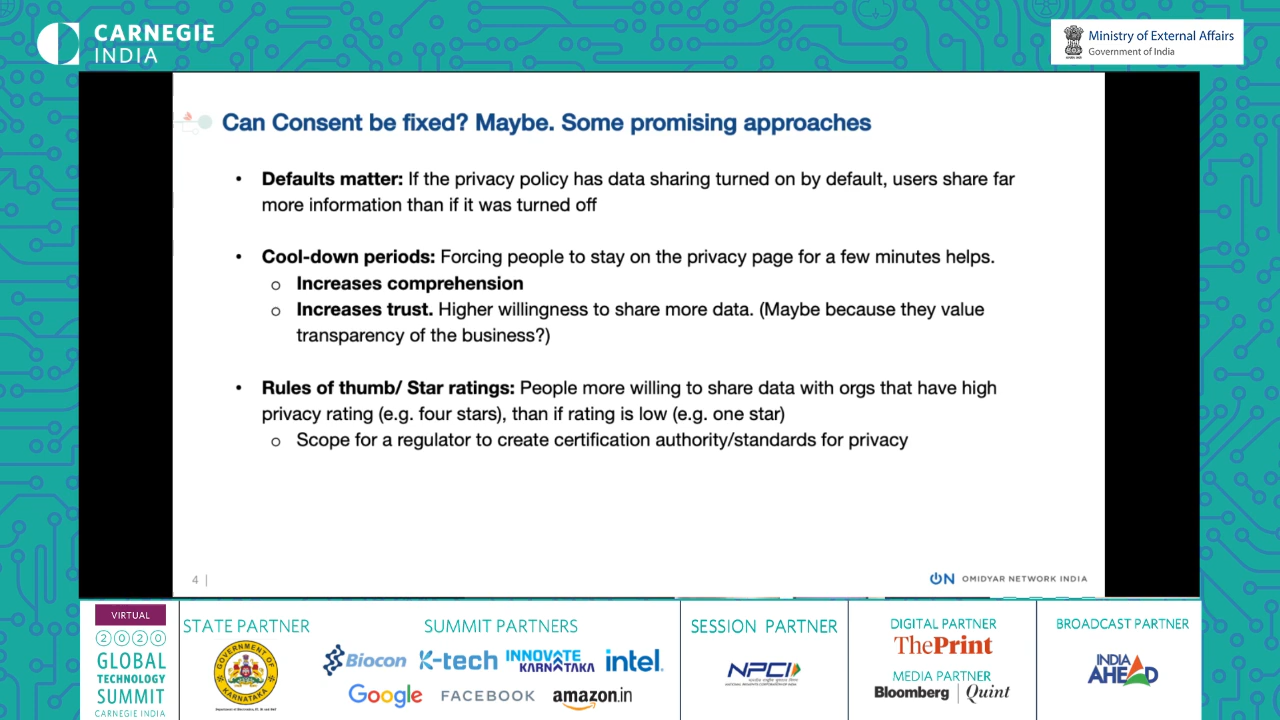 CARNEGIE
INDIA
Ministry of External Affairs
Government of India
Can Consent be fixed? Maybe. Some promising approaches
• Defaults matter: If the privacy policy has data sharing turned on by default, users share far
more information than if it was turned off
• Cool-down periods: Forcing people to stay on the privacy page for a few minutes helps.
o Increases comprehension
o Increases trust. Higher willingness to share more data. (Maybe because they value
transparency of the business?)
• Rules of thumb/ Star ratings: People more willing to share data with orgs that have high
privacy rating (e.g. four stars), than if rating is low (e.g. one star)
o Scope for a regulator to create certification authority/standards for privacy
4 |
ON OMIDYAR NETWORK INDIA
VIRTUAL
2020
GLOBAL
TECHNOLOGY
SUMMIT
CARNEGIE INDIA
STATE PARTNER
GOVERNMENT OF KARNATAKA
SUMMIT PARTNERS
Biocon
K-tech
INNOVATE
KARNATAKA
intel.
Google
FACEBOOK
amazon.in
SESSION PARTNER
NPCI
DIGITAL PARTNER
ThePrint
MEDIA PARTNER
Bloomberg | Quint
BROADCAST PARTNER
INDIA
AHEAD